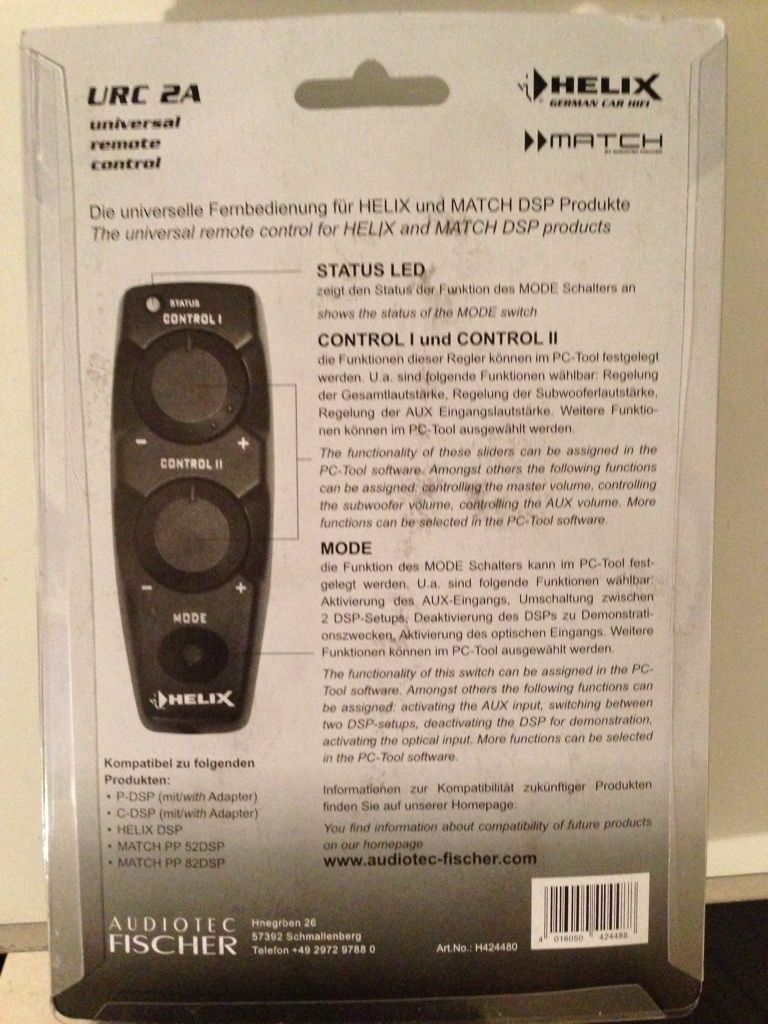 URC 2A
universal
remote
control
HELIX
GERMAN CAR HIFI
MATCH
Die universelle Fernbedienung für HELIX und MATCH DSP Produkte
The universal remote control for HELIX and MATCH DSP products
STATUS LED
zeigt den Status der Funktion des MODE Schalters an
shows the status of the MODE switch
CONTROL I und CONTROL II
die Funktionen dieser Regler können im PC-Tool festgelegt
werden. U.a. sind folgende Funktionen wählbar: Regelung
der Gesamtlautstärke, Regelung der Subwooferlautstärke,
Regelung der AUX Eingangslautstärke. Weitere Funktio-
nen können im PC-Tool ausgewählt werden.
The functionality of these sliders can be assigned in the
PC-Tool software. Amongst others the following functions
can be assigned: controlling the master volume, controlling
the subwoofer volume, controlling the AUX volume. More
functions can be selected in the PC-Tool software.
MODE
die Funktion des MODE Schalters kann im PC-Tool fest-
gelegt werden. U.a. sind folgende Funktionen wählbar:
Aktivierung des AUX-Eingangs, Umschaltung zwischen
2 DSP-Setups, Deaktivierung des DSPs zu Demonstrati-
onszwecken, Aktivierung des optischen Eingangs. Weitere
Funktionen können im PC-Tool ausgewählt werden.
The functionality of this switch can be assigned in the PC-
Tool software. Amongst others the following functions can
be assigned: activating the AUX input, switching between
two DSP-setups, deactivating the DSP for demonstration,
activating the optical input. More functions can be selected
in the PC-Tool software.
Informationen zur Kompatibilität zukünftiger Produkten
finden Sie auf unserer Homepage:
You find information about compatibility of future products
on our homepage
www.audiotec-fischer.com
STATUS
CONTROL I
− +
CONTROL II
− +
MODE
HELIX
Kompatibel zu folgenden
Produkten:
• P-DSP (mit/with Adapter)
• C-DSP (mit/with Adapter)
• HELIX DSP
• MATCH PP 52DSP
• MATCH PP 82DSP
AUDIOTEC
FISCHER
Hnegrben 26
57392 Schmallenberg
Telefon +49 2972 9788 0
Art.No.: H424480
4 016050 424488